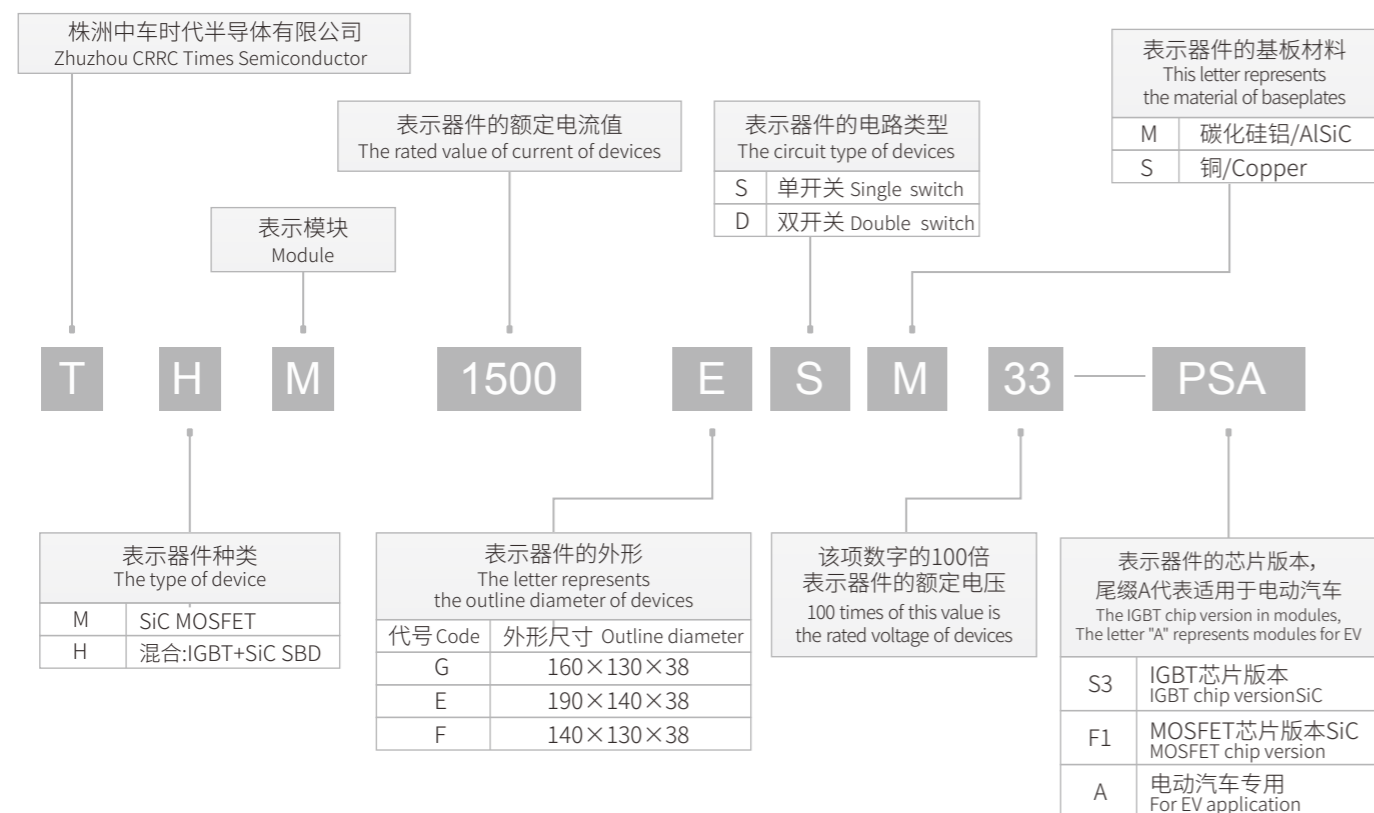 株洲中车时代半导体有限公司
Zhuzhou CRRC Times Semiconductor
表示器件的基板材料
This letter represents
the material of baseplates
M 碳化硅铝/AlSiC
S 铜/Copper
表示器件的额定电流值
The rated value of current of devices
表示器件的电路类型
The circuit type of devices
S 单开关 Single switch
D 双开关 Double switch
表示模块
Module
T H M 1500 E S M 33 — PSA
表示器件种类
The type of device
M SiC MOSFET
H 混合:IGBT+SiC SBD
表示器件的外形
The letter represents
the outline diameter of devices
代号 Code 外形尺寸 Outline diameter
G 160×130×38
E 190×140×38
F 140×130×38
该项数字的100倍
表示器件的额定电压
100 times of this value is
the rated voltage of devices
表示器件的芯片版本,
尾缀A代表适用于电动汽车
The IGBT chip version in modules,
The letter "A" represents modules for EV
S3 IGBT芯片版本
IGBT chip versionSiC
F1 MOSFET芯片版本SiC
MOSFET chip version
A 电动汽车专用
For EV application